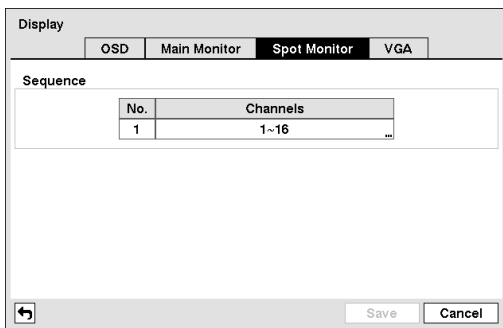 Display
OSD Main Monitor Spot Monitor VGA
Sequence
No. Channels
1 1~16 ...
Save Cancel